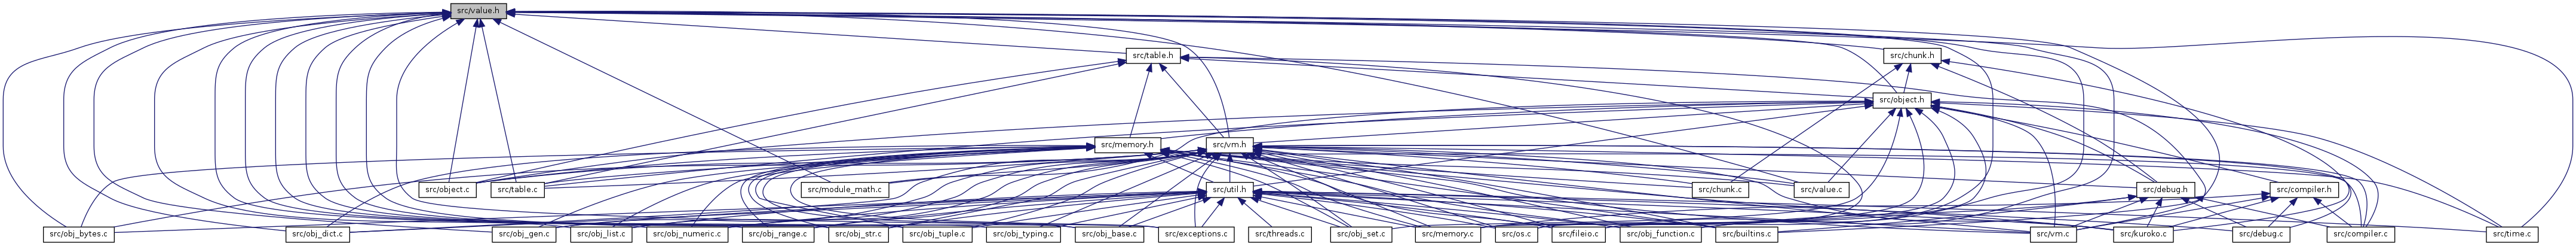 src/value.h
src/table.h
src/chunk.h
src/object.h
src/memory.h
src/vm.h
src/object.c
src/table.c
src/module_math.c
src/util.h
src/chunk.c
src/value.c
src/debug.h
src/compiler.h
src/obj_bytes.c
src/obj_dict.c
src/obj_gen.c
src/obj_list.c
src/obj_numeric.c
src/obj_range.c
src/obj_str.c
src/obj_tuple.c
src/obj_typing.c
src/obj_base.c
src/exceptions.c
src/threads.c
src/obj_set.c
src/memory.c
src/os.c
src/fileio.c
src/obj_function.c
src/builtins.c
src/vm.c
src/kuroko.c
src/debug.c
src/compiler.c
src/time.c